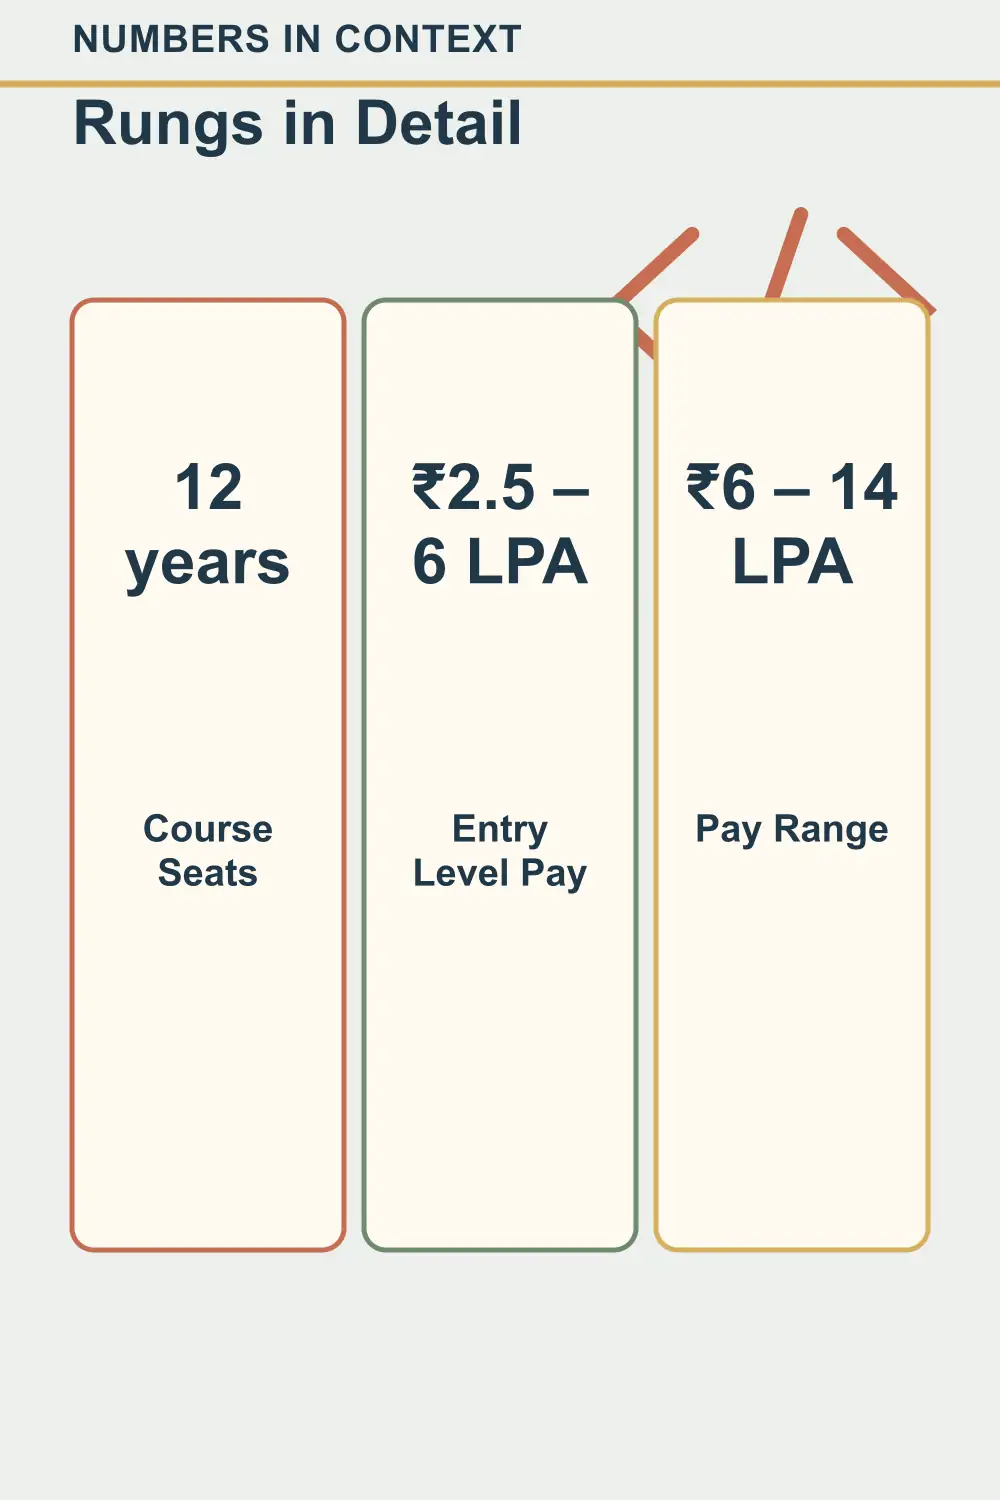 NUMBERS IN CONTEXT
Rungs in Detail
12
years
Course
Seats
₹2.5 –
6 LPA
Entry
Level Pay
₹6 – 14
LPA
Pay Range